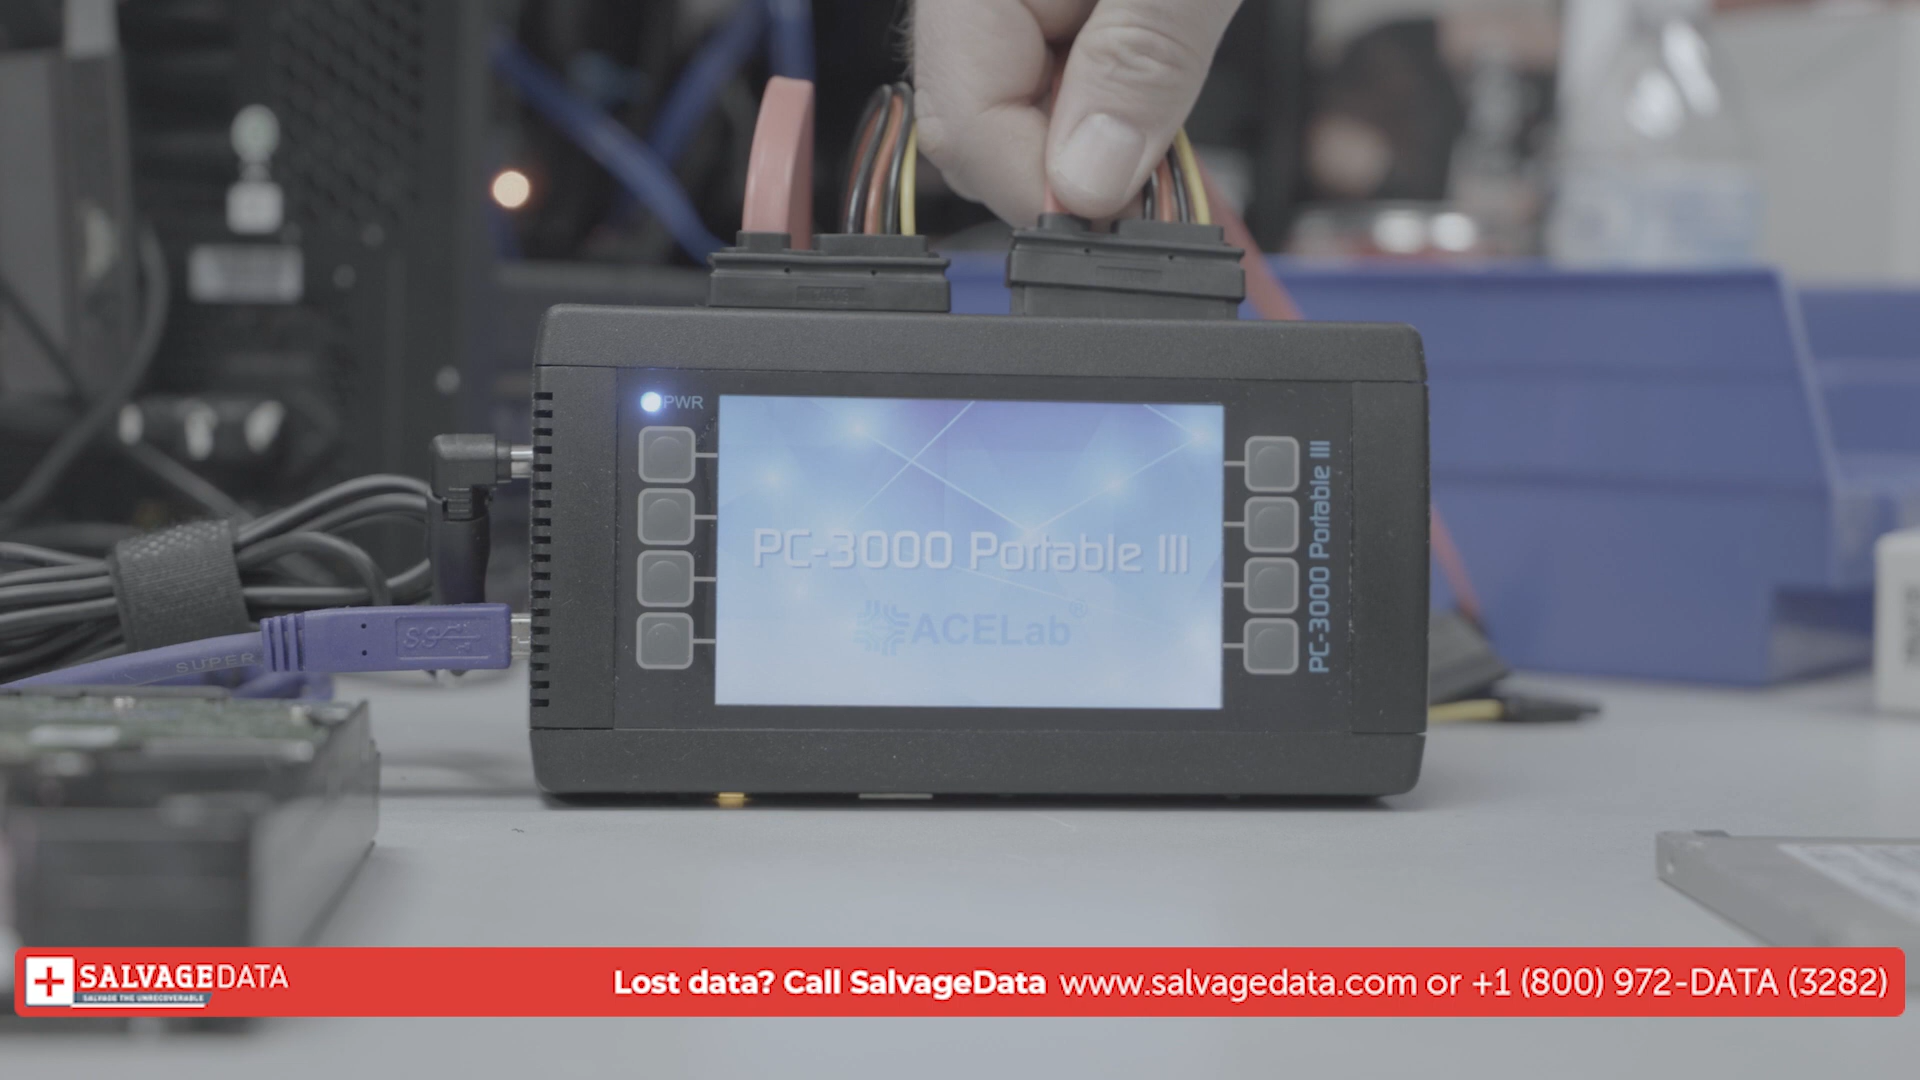 PWR
PC-3000 Portable III
ACELab®
PC-3000 Portable III
SS
SUPER
SALVAGEDATA
SALVAGE THE UNRECOVERABLE
Lost data? Call SalvageData www.salvagedata.com or +1 (800) 972-DATA (3282)